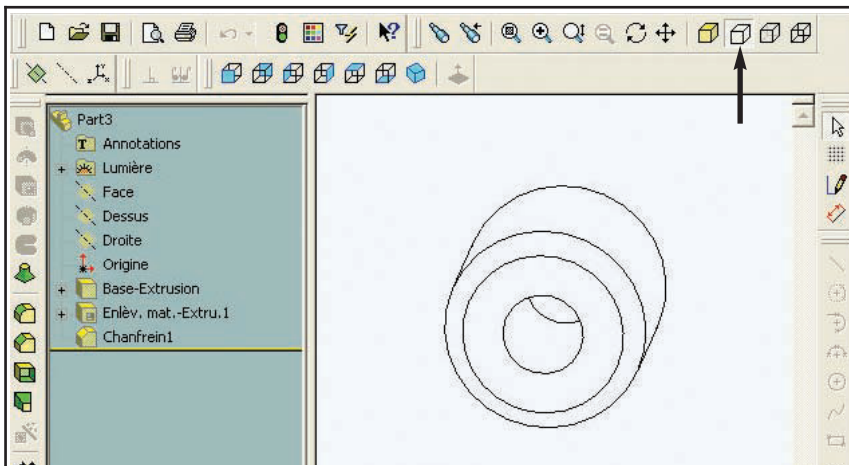 Part3
T Annotations
Lumière
Face
Dessus
Droite
Origine
Base-Extrusion
Enlèv. mat.-Extru.1
Chanfrein1